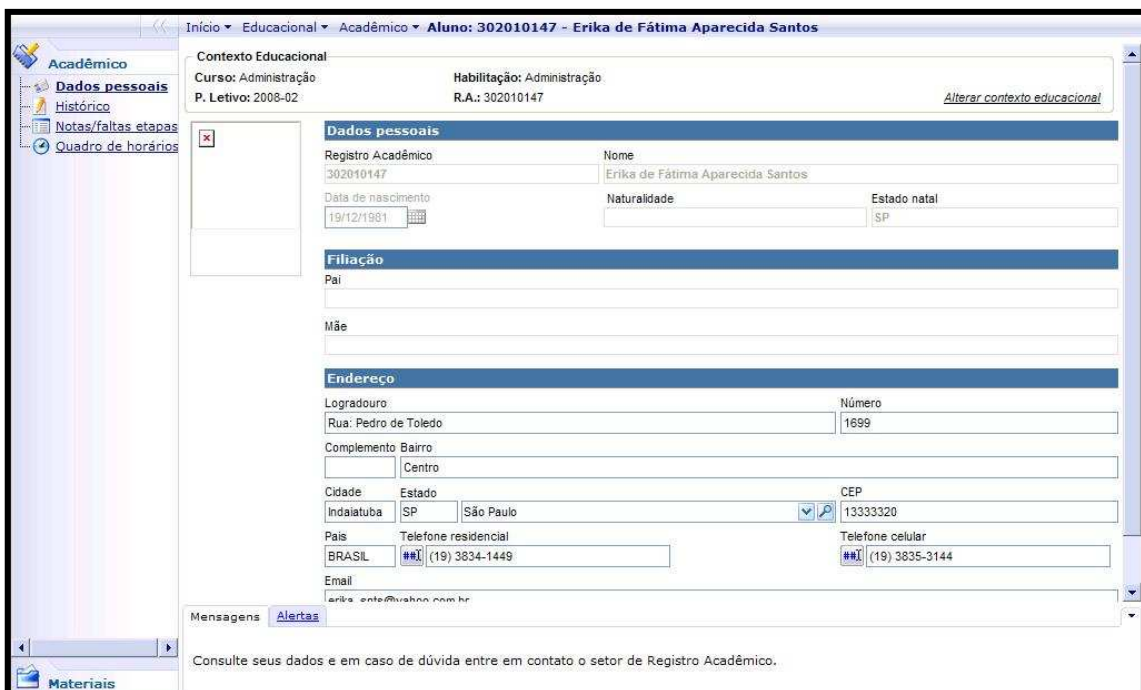 Início Educacional Acadêmico Aluno: 302010147 - Erika de Fátima Aparecida Santos
Acadêmico
Dados pessoais
Histórico
Notas/faltas etapas
Quadro de horários
Contexto Educacional
Curso: Administração Habilitação: Administração
P. Letivo: 2008-02 R.A.: 302010147 Alterar contexto educacional
Dados pessoais
Registro Acadêmico Nome
302010147 Erika de Fátima Aparecida Santos
Data de nascimento Naturalidade Estado natal
19/12/1981 SP
Filiação
Pai
Mãe
Endereço
Logradouro Número
Rua: Pedro de Toledo 1699
Complemento Bairro
Centro
Cidade Estado CEP
Indaiatuba SP São Paulo 13333320
Pais Telefone residencial Telefone celular
BRASIL ## (19) 3834-1449 ## (19) 3835-3144
Email
erika_snts@yahoo.com.br
Mensagens Alertas
Consulte seus dados e em caso de dúvida entre em contato o setor de Registro Acadêmico.
Materiais